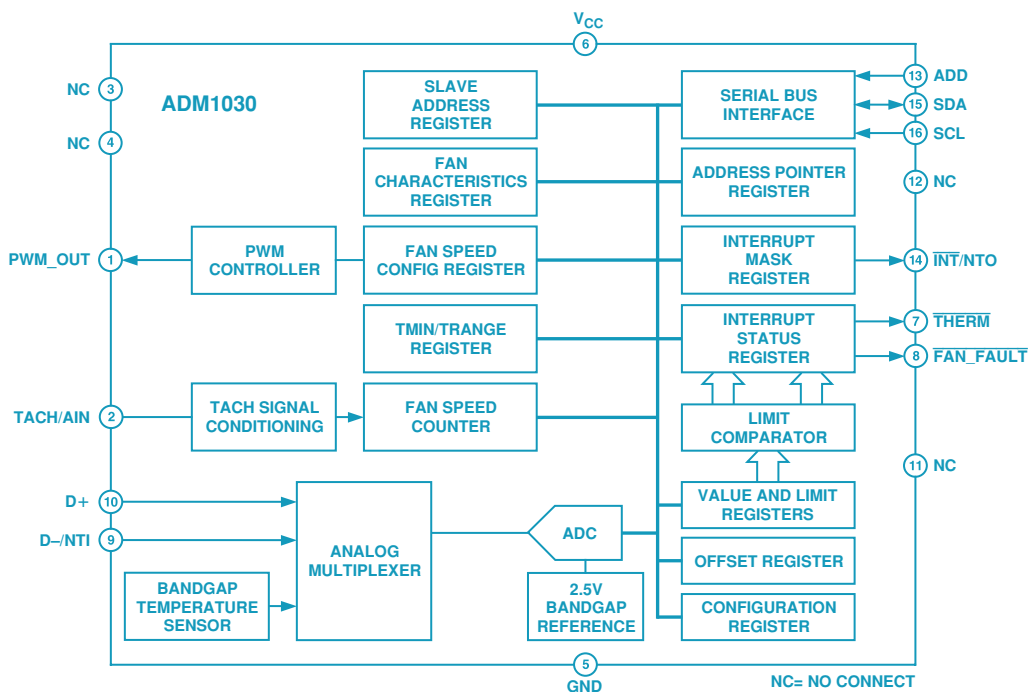 VCC
6
ADM1030
NC 3
NC 4
PWM_OUT 1
TACH/AIN 2
D+ 10
D–/NTI 9
PWM
CONTROLLER
TACH SIGNAL
CONDITIONING
BANDGAP
TEMPERATURE
SENSOR
ANALOG
MULTIPLEXER
SLAVE
ADDRESS
REGISTER
FAN
CHARACTERISTICS
REGISTER
FAN SPEED
CONFIG REGISTER
TMIN/TRANGE
REGISTER
FAN SPEED
COUNTER
ADC
2.5V
BANDGAP
REFERENCE
SERIAL BUS
INTERFACE
ADDRESS POINTER
REGISTER
INTERRUPT
MASK
REGISTER
INTERRUPT
STATUS
REGISTER
LIMIT
COMPARATOR
VALUE AND LIMIT
REGISTERS
OFFSET REGISTER
CONFIGURATION
REGISTER
13 ADD
15 SDA
16 SCL
12 NC
14 INT/NTO
7 THERM
8 FAN_FAULT
11 NC
5
GND
NC= NO CONNECT